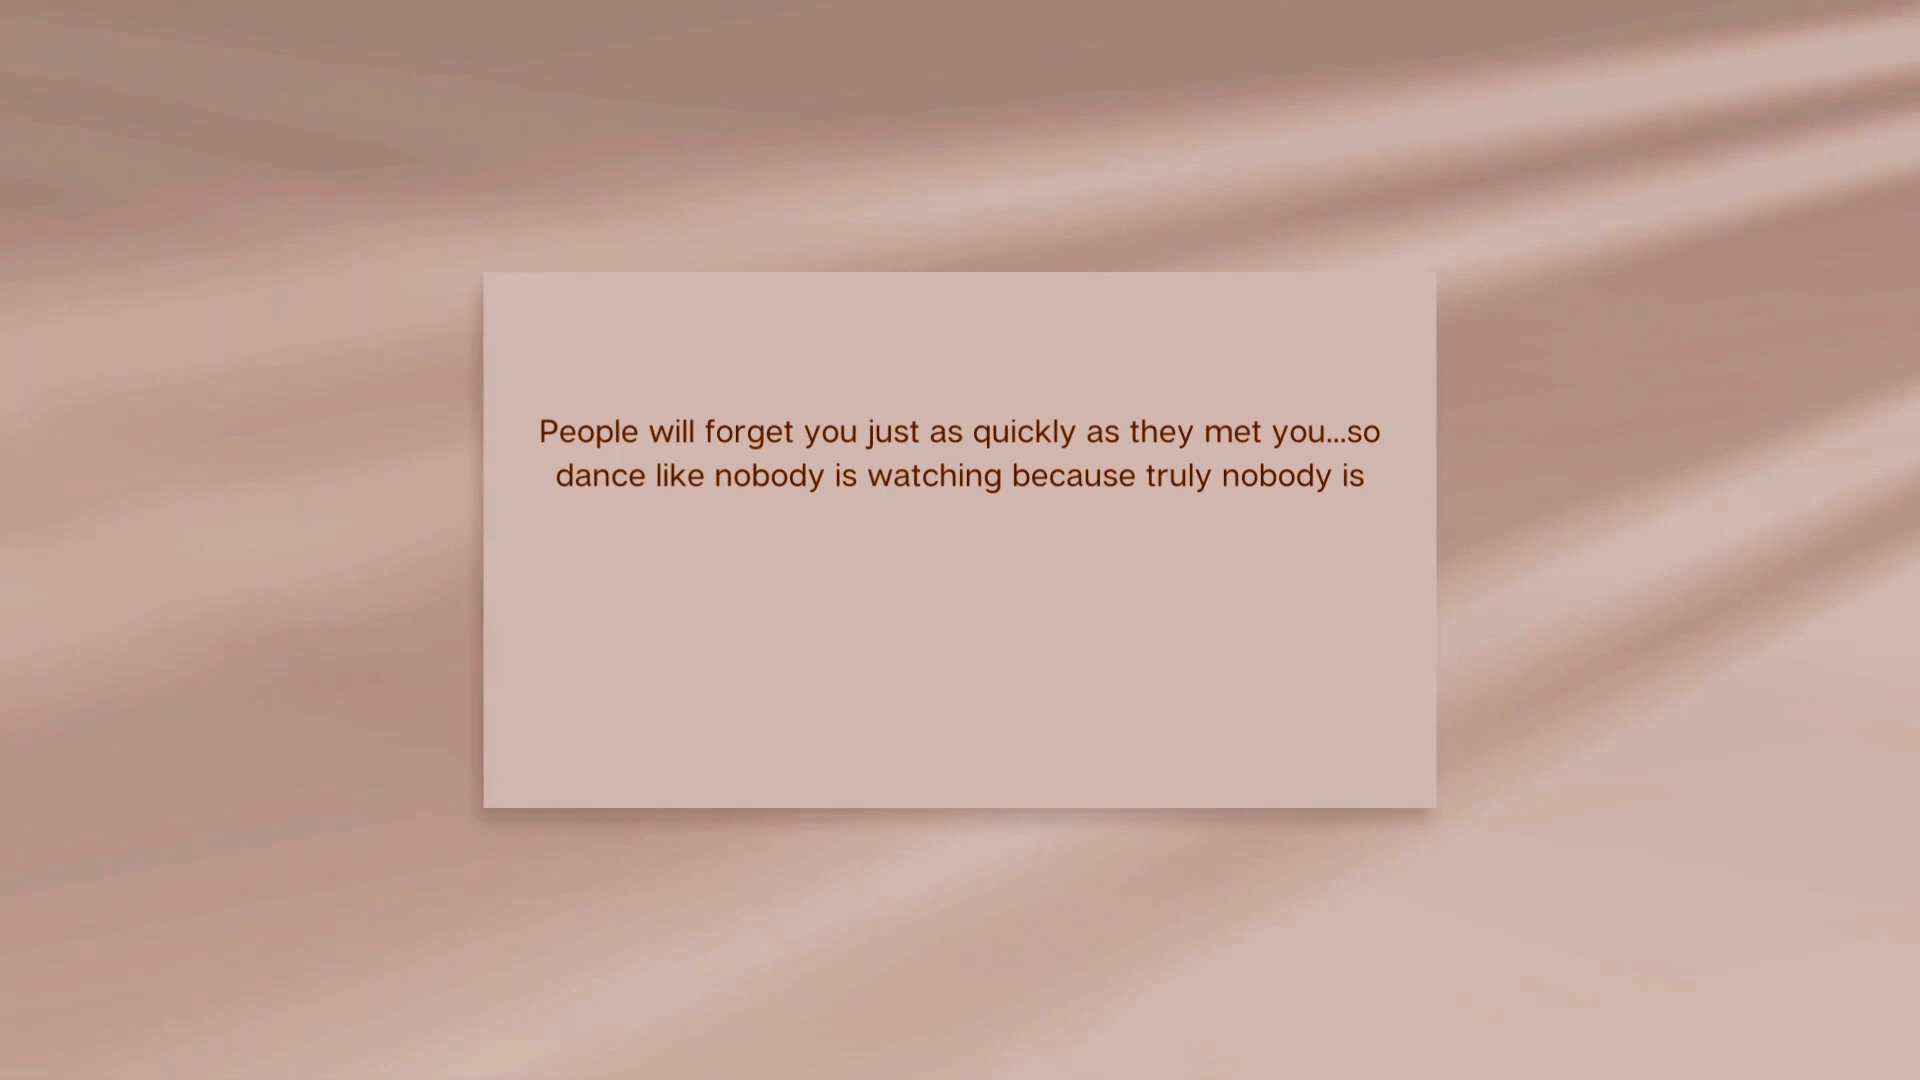 People will forget you just as quickly as they met you...so
dance like nobody is watching because truly nobody is